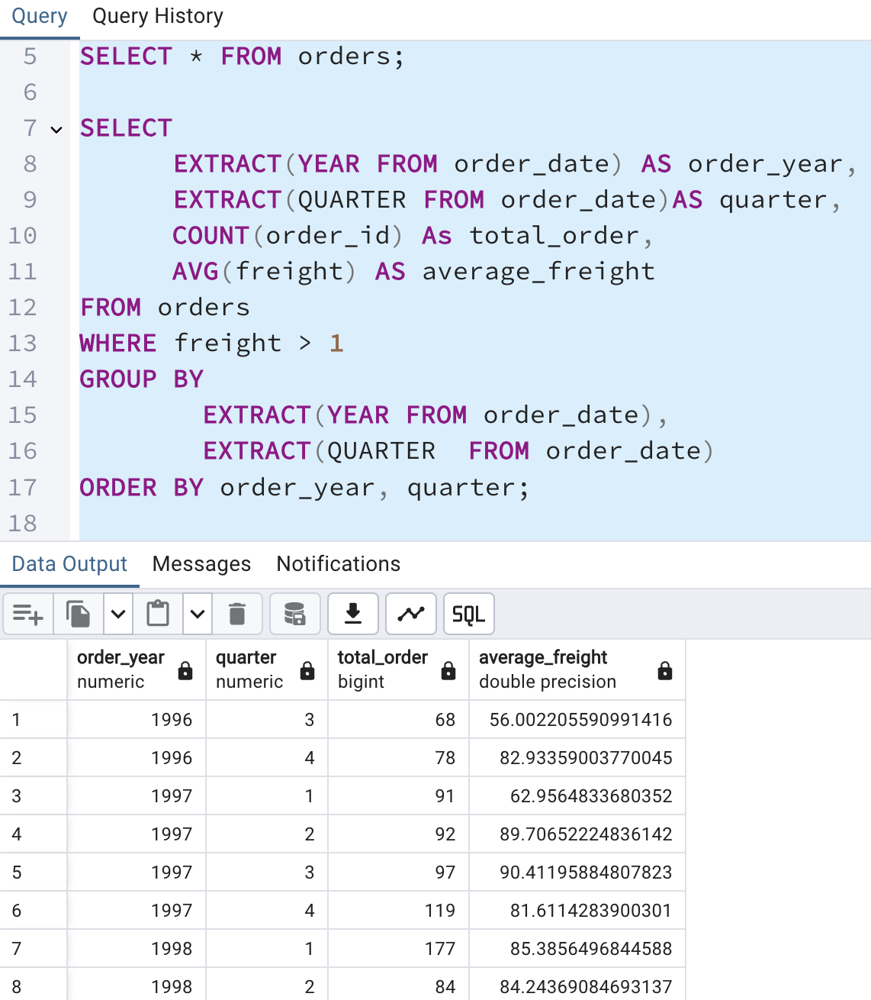 Query Query History
5 SELECT * FROM orders;
6
7 SELECT
8 EXTRACT(YEAR FROM order_date) AS order_year,
9 EXTRACT(QUARTER FROM order_date)AS quarter,
10 COUNT(order_id) As total_order,
11 AVG(freight) AS average_freight
12 FROM orders
13 WHERE freight > 1
14 GROUP BY
15 EXTRACT(YEAR FROM order_date),
16 EXTRACT(QUARTER  FROM order_date)
17 ORDER BY order_year, quarter;
18
Data Output Messages Notifications
SQL
order_year quarter total_order average_freight
numeric numeric bigint double precision
1 1996 3 68 56.002205590991416
2 1996 4 78 82.93359003770045
3 1997 1 91 62.9564833680352
4 1997 2 92 89.70652224836142
5 1997 3 97 90.41195884807823
6 1997 4 119 81.6114283900301
7 1998 1 177 85.3856496844588
8 1998 2 84 84.24369084693137